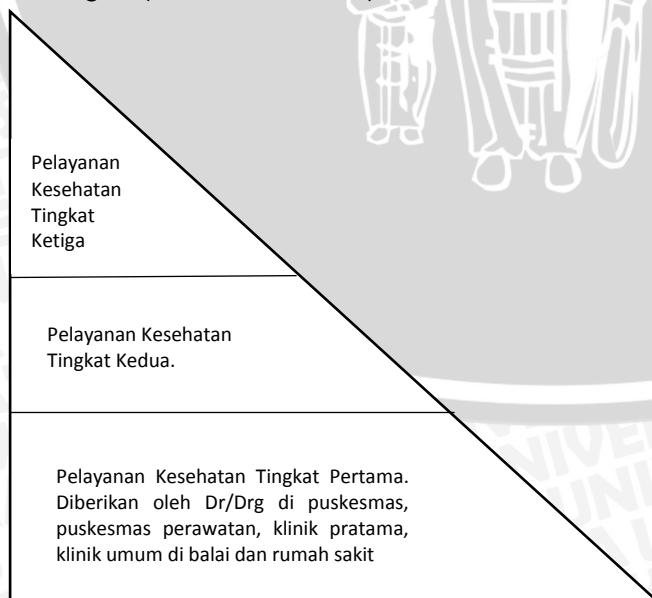 Pelayanan
Kesehatan
Tingkat
Ketiga
Pelayanan Kesehatan
Tingkat Kedua.
Pelayanan Kesehatan Tingkat Pertama.
Diberikan oleh Dr/Drg di puskesmas,
puskesmas perawatan, klinik pratama,
klinik umum di balai dan rumah sakit